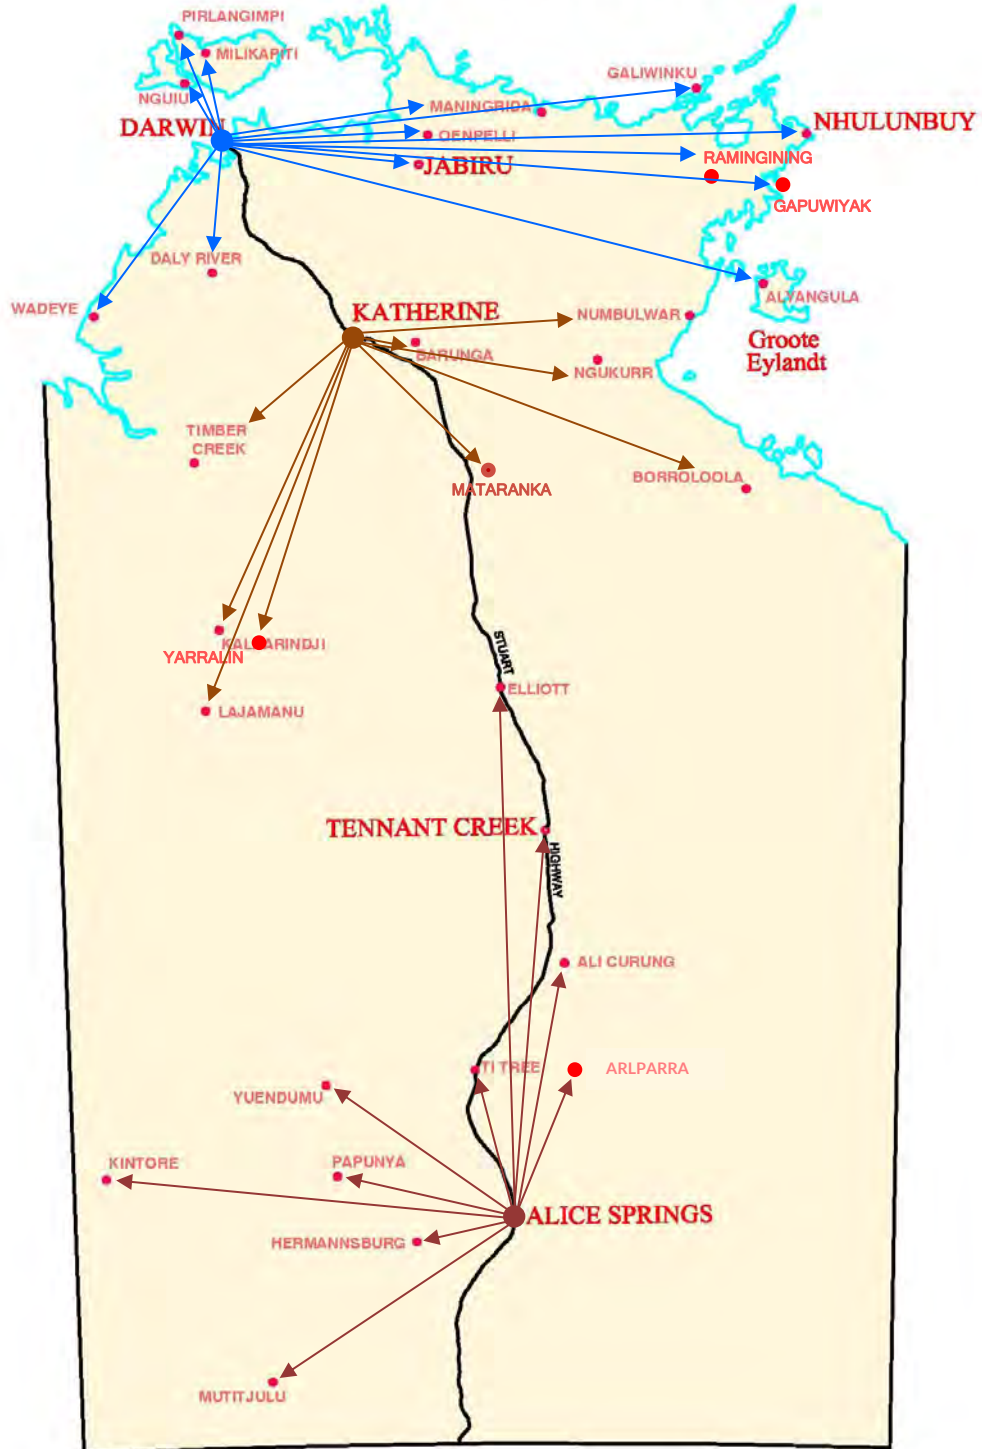 PIRLANGIMPI
MILIKAPITI
GALIWINKU
NGUIU
MANINGRIDA
DARWIN
NHULUNBUY
OENPELLI
RAMINGINING
JABIRU
GAPUWIYAK
DALY RIVER
ALYANGULA
WADEYE
KATHERINE
NUMBULWAR
Groote
Eylandt
BARUNGA
NGUKURR
TIMBER
CREEK
BORROLOOLA
MATARANKA
KALKARINDJI
YARRALIN
STUART
ELLIOTT
LAJAMANU
TENNANT CREEK
HIGHWAY
ALI CURUNG
TI TREE
ARLPARRA
YUENDUMU
KINTORE
PAPUNYA
ALICE SPRINGS
HERMANNSBURG
MUTITJULU